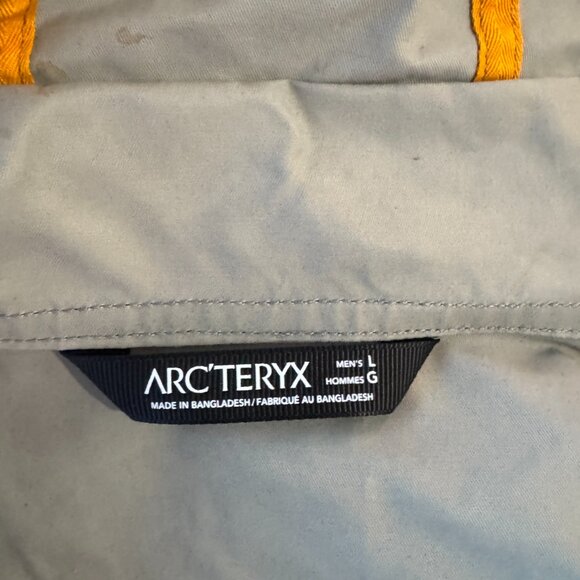 ARC'TERYX
MEN'S L
HOMMES G
MADE IN BANGLADESH/FABRIQUÉ AU BANGLADESH